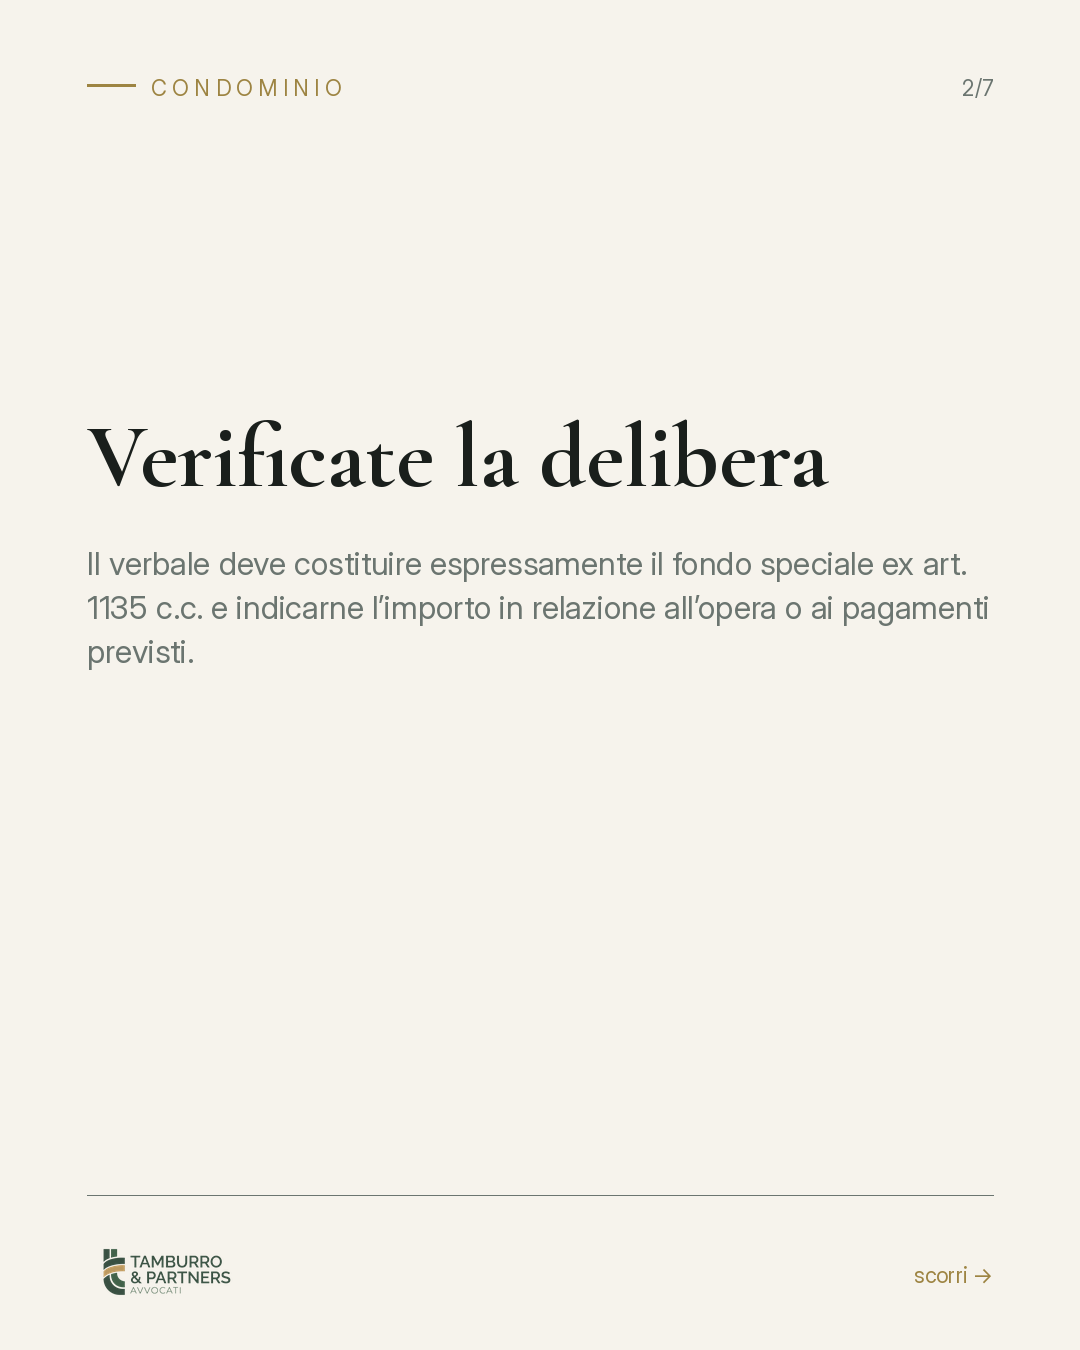 CONDOMINIO
2/7
Verificate la delibera
Il verbale deve costituire espressamente il fondo speciale ex art.
1135 c.c. e indicarne l’importo in relazione all’opera o ai pagamenti
previsti.
TAMBURRO
& PARTNERS
AVVOCATI
scorri →